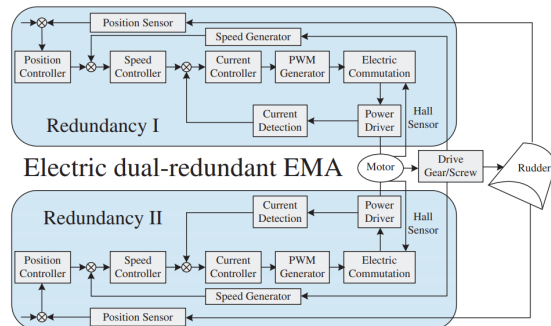 Position Sensor
Speed Generator
Position
Controller
Speed
Controller
Current
Controller
PWM
Generator
Electric
Commutation
Current
Detection
Power
Driver
Hall
Sensor
Redundancy I
Electric dual-redundant EMA
Motor
Drive
Gear/Screw
Rudder
Redundancy II
Current
Detection
Power
Driver
Hall
Sensor
Position
Controller
Speed
Controller
Current
Controller
PWM
Generator
Electric
Commutation
Speed Generator
Position Sensor